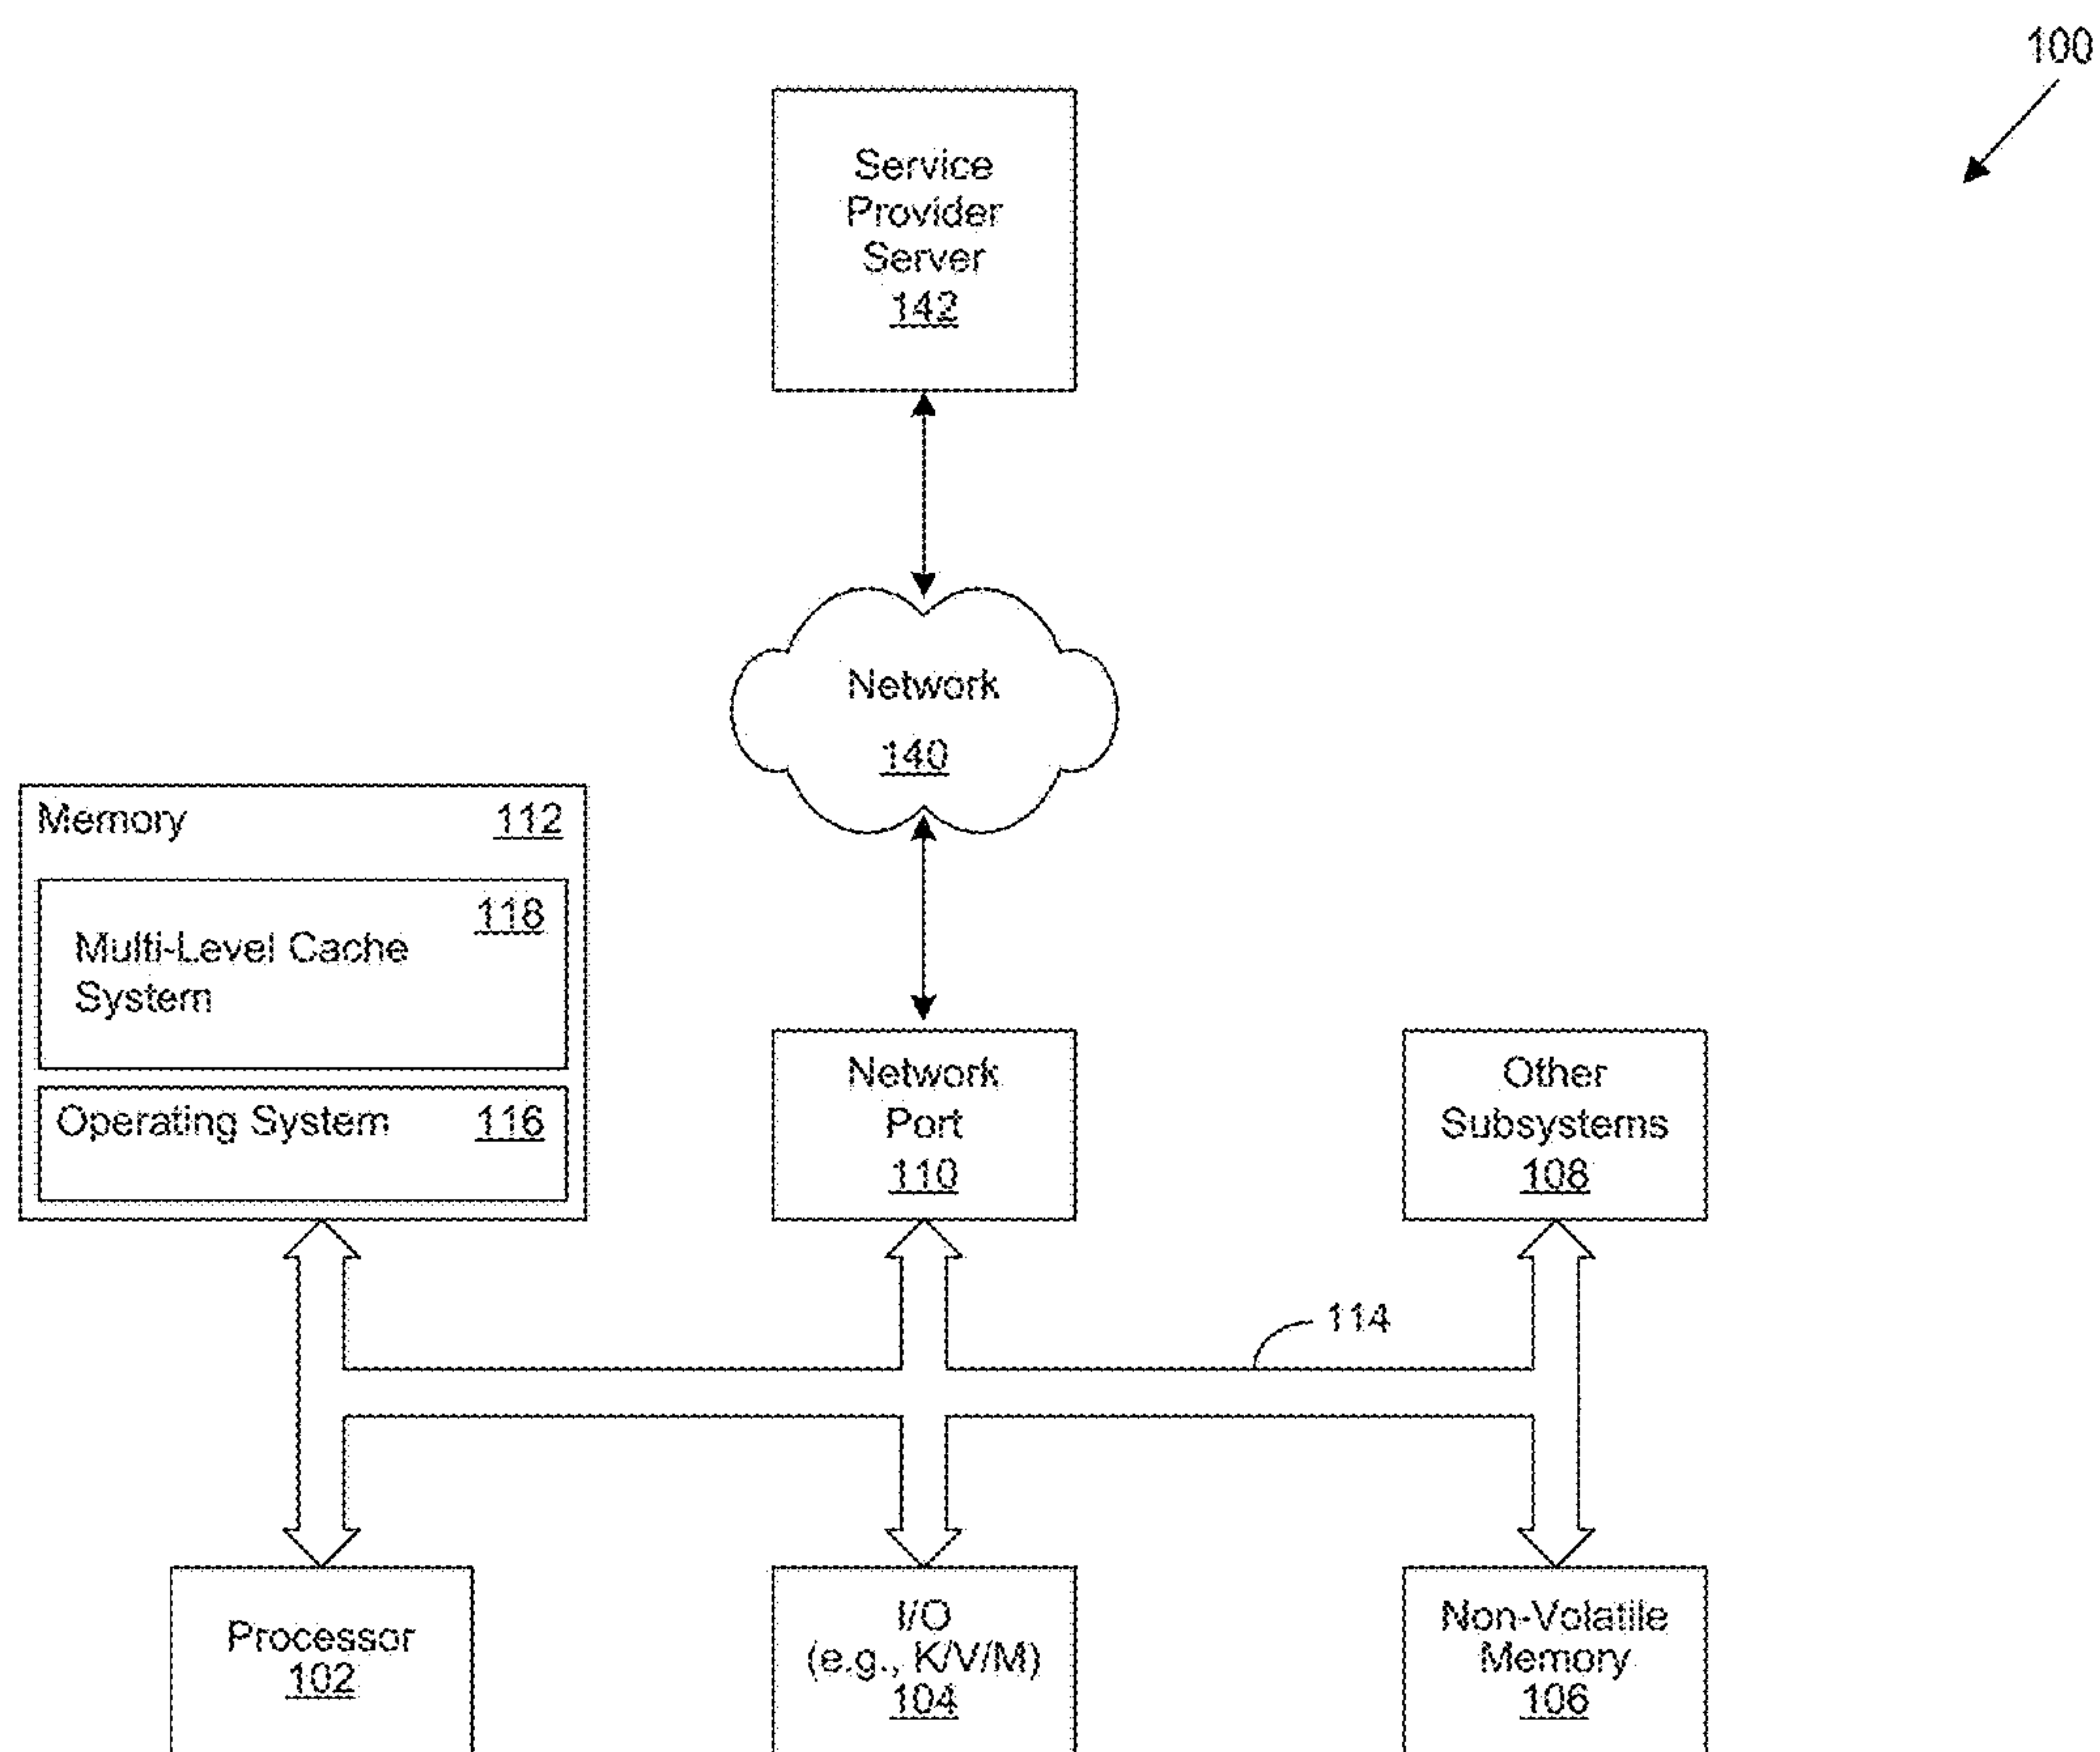 100
Service
Provider
Server
142
Network
140
Memory 112
118
Multi-Level Cache
System
Operating System 116
Network
Port
110
Other
Subsystems
108
114
Processor
102
I/O
(e.g., K/V/M)
104
Non-Volatile
Memory
106